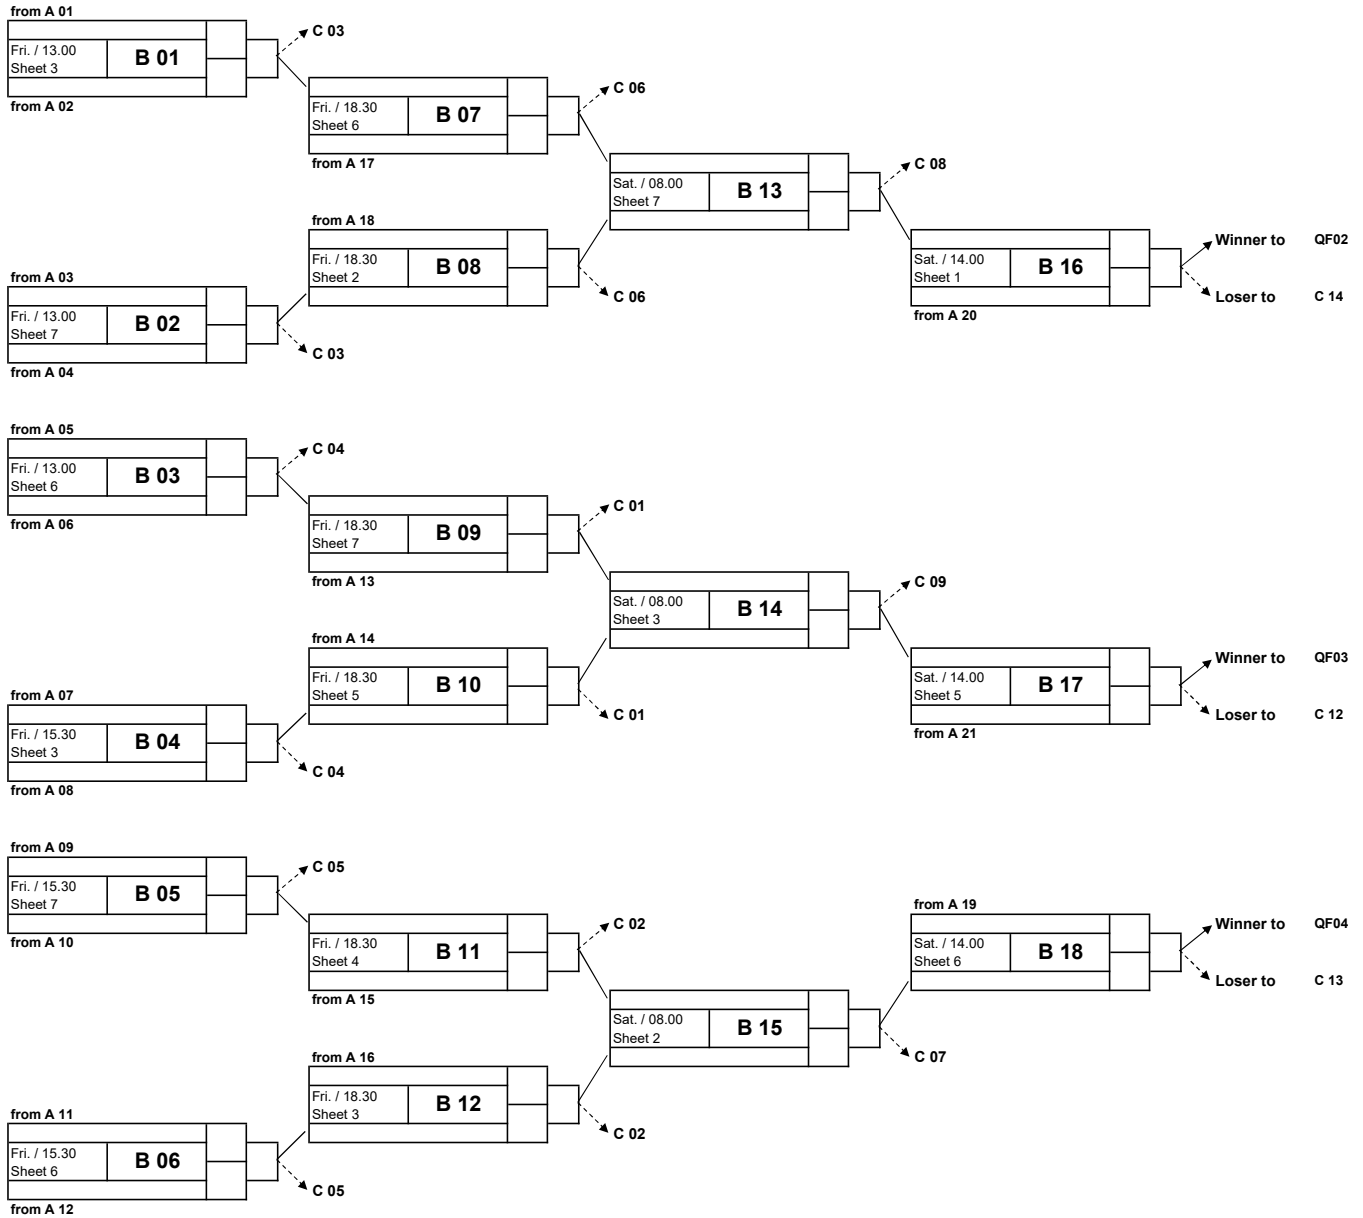 from A 01
Fri. / 13.00
Sheet 3
B 01
from A 02
C 03
Fri. / 18.30
Sheet 6
B 07
from A 17
C 06
Sat. / 08.00
Sheet 7
B 13
C 08
from A 18
Fri. / 18.30
Sheet 2
B 08
C 06
from A 03
Fri. / 13.00
Sheet 7
B 02
from A 04
C 03
Sat. / 14.00
Sheet 1
B 16
from A 20
Winner to QF02
Loser to C 14
from A 05
Fri. / 13.00
Sheet 6
B 03
from A 06
C 04
Fri. / 18.30
Sheet 7
B 09
from A 13
C 01
Sat. / 08.00
Sheet 3
B 14
C 09
from A 14
Fri. / 18.30
Sheet 5
B 10
C 01
from A 07
Fri. / 15.30
Sheet 3
B 04
from A 08
C 04
Sat. / 14.00
Sheet 5
B 17
from A 21
Winner to QF03
Loser to C 12
from A 09
Fri. / 15.30
Sheet 7
B 05
from A 10
C 05
Fri. / 18.30
Sheet 4
B 11
from A 15
C 02
Sat. / 08.00
Sheet 2
B 15
C 07
from A 16
Fri. / 18.30
Sheet 3
B 12
C 02
from A 11
Fri. / 15.30
Sheet 6
B 06
from A 12
C 05
from A 19
Sat. / 14.00
Sheet 6
B 18
Winner to QF04
Loser to C 13